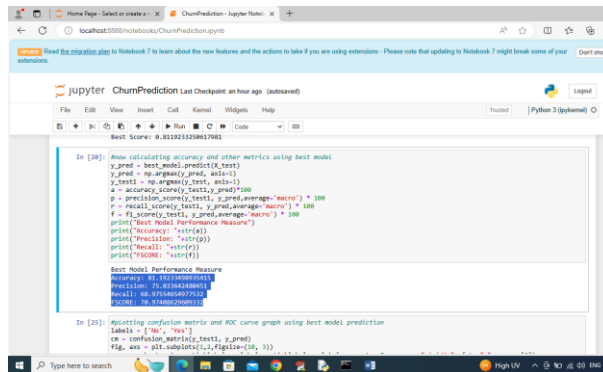 Home Page - Select or create a n
ChurnPrediction - Jupyter Noteb
localhost:8888/notebooks/ChurnPrediction.ipynb
UPDATE Read the migration plan to Notebook 7 to learn about the new features and the actions to take if you are using extensions - Please note that updating to Notebook 7 might break some of your
extensions.
Don't sho
jupyter ChurnPrediction Last Checkpoint: an hour ago (autosaved)
Logout
File Edit View Insert Cell Kernel Widgets Help
Trusted Python 3 (ipykernel)
Run Code
Best Score: 0.8119233250617981
In [20]: #now calculating accuracy and other metrics using best model
y_pred = best_model.predict(X_test)
y_pred = np.argmax(y_pred, axis=1)
y_test1 = np.argmax(y_test, axis=1)
a = accuracy_score(y_test1,y_pred)*100
p = precision_score(y_test1, y_pred,average='macro') * 100
r = recall_score(y_test1, y_pred,average='macro') * 100
f = f1_score(y_test1, y_pred,average='macro') * 100
print("Best Model Performance Measure")
print("Accuracy: "+str(a))
print("Precision: "+str(p))
print("Recall: "+str(r))
print("FSCORE: "+str(f))
Best Model Performance Measure
Accuracy: 81.19233498935415
Precision: 75.033642480451
Recall: 68.97554654977532
FSCORE: 70.97408629609332
In [25]: #plotting confusion matrix and ROC curve graph using best model prediction
labels = ['No', 'Yes']
cm = confusion_matrix(y_test1, y_pred)
fig, axs = plt.subplots(1,2,figsize=(10, 3))
Type here to search
High UV
ENG